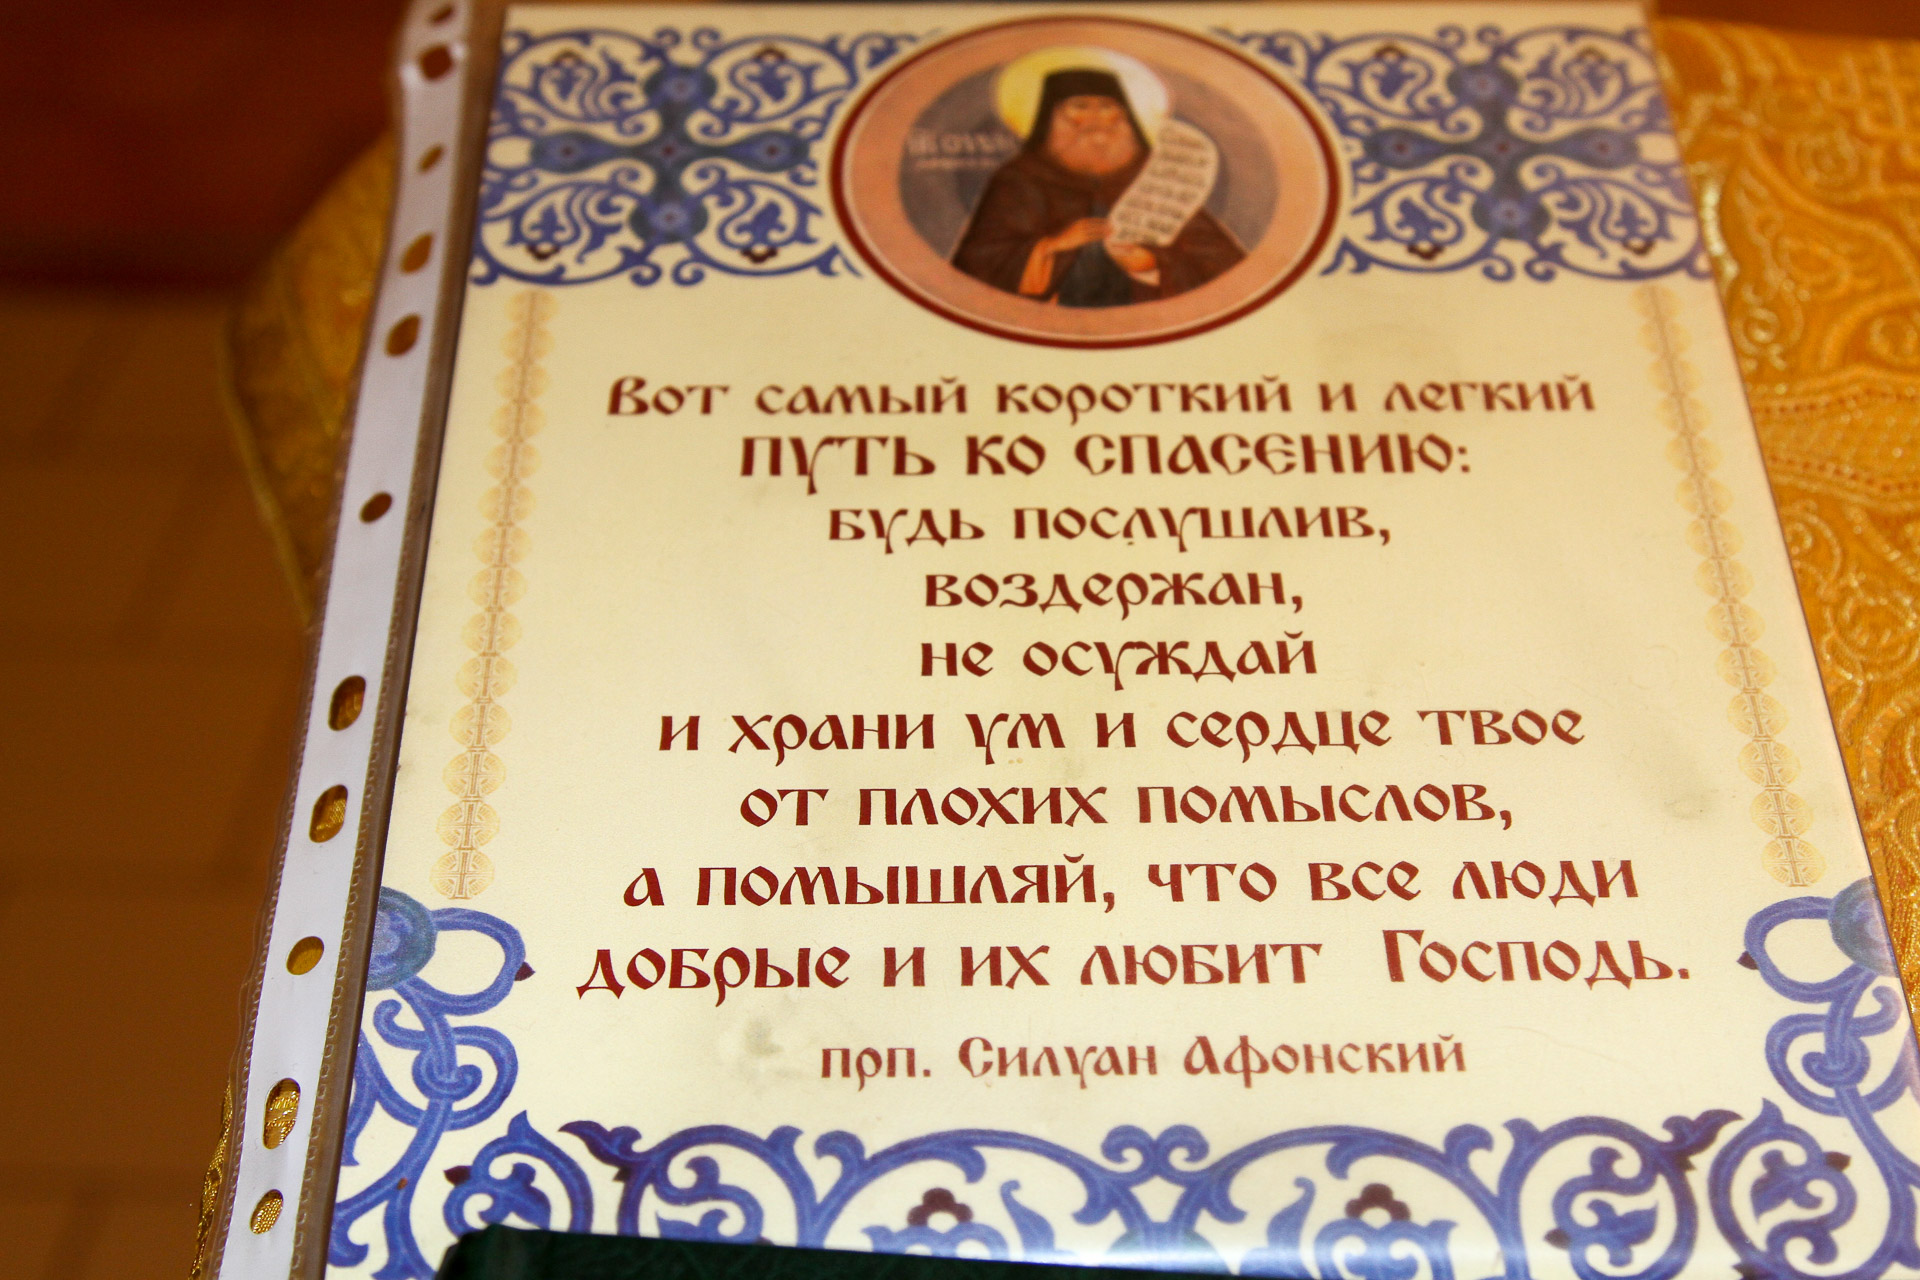 Вот самый короткий и легкий
ПУТЬ КО СПАСЕНИЮ:
будь послушлив,
воздержан,
не осуждай
и храни ум и сердце твое
от плохих помыслов,
а помышляй, что все люди
добрые и их любит Господь.
прп. Силуан Афонский